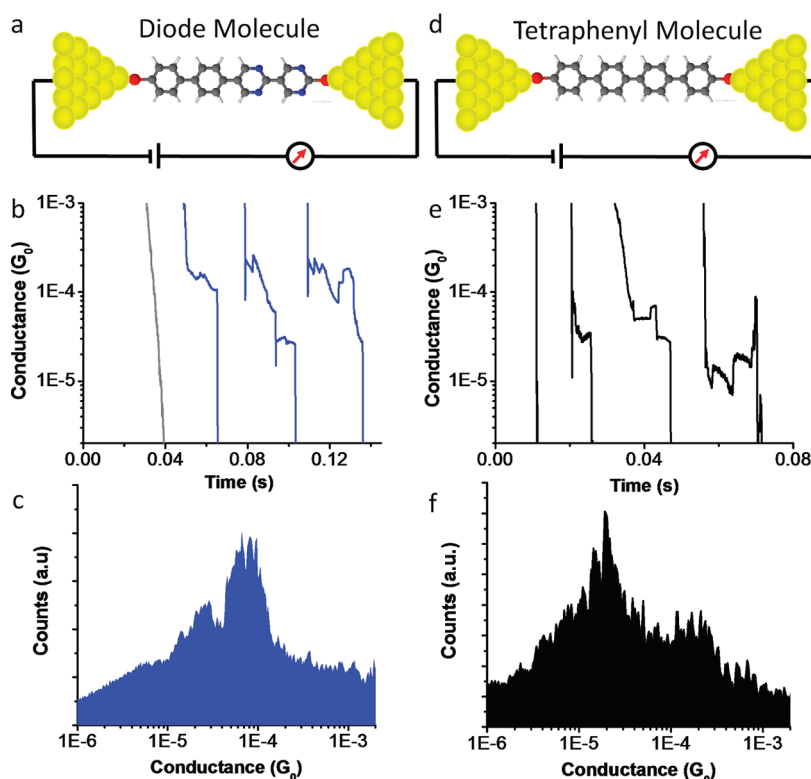 a
Diode Molecule
d
Tetraphenyl Molecule
b
Conductance (G0)
1E-3
1E-4
1E-5
0.00
0.04
0.08
0.12
Time (s)
e
Conductance (G0)
1E-3
1E-4
1E-5
0.00
0.04
0.08
Time (s)
c
Counts (a.u)
1E-6
1E-5
1E-4
1E-3
Conductance (G0)
f
Counts (a.u.)
1E-6
1E-5
1E-4
1E-3
Conductance (G0)